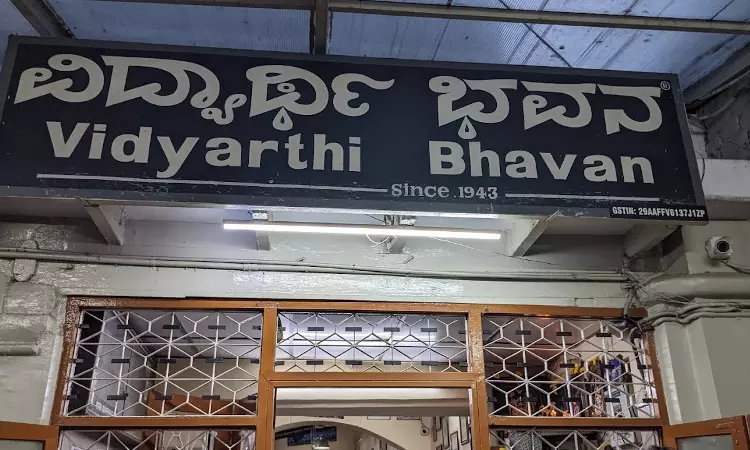 ವಿದ್ಯಾರ್ಥಿ ಭವನ®
Vidyarthi Bhavan
Since 1943
GSTIN: 29AAFFV6137J1ZP